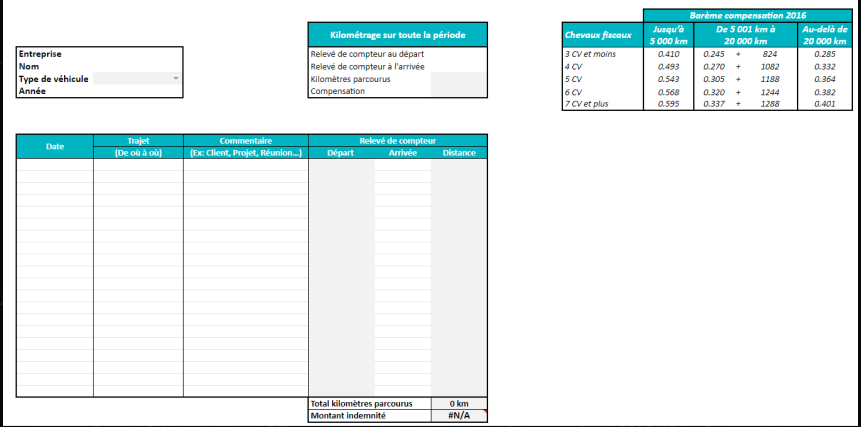 Barème compensation 2016
Kilométrage sur toute la période
Chevaux fiscaux Jusqu'à 5 000 km De 5 001 km à 20 000 km Au-delà de 20 000 km
Entreprise
Nom
Type de véhicule
Année
Relevé de compteur au départ
Relevé de compteur à l'arrivée
Kilomètres parcourus
Compensation
3 CV et moins 0.410 0.245 + 824 0.285
4 CV 0.493 0.270 + 1082 0.332
5 CV 0.543 0.305 + 1188 0.364
6 CV 0.568 0.320 + 1244 0.382
7 CV et plus 0.595 0.337 + 1288 0.401
Date Trajet Commentaire Relevé de compteur
(De où à où) (Ex: Client, Projet, Réunion...) Départ Arrivée Distance
Total kilomètres parcourus 0 km
Montant indemnité #N/A